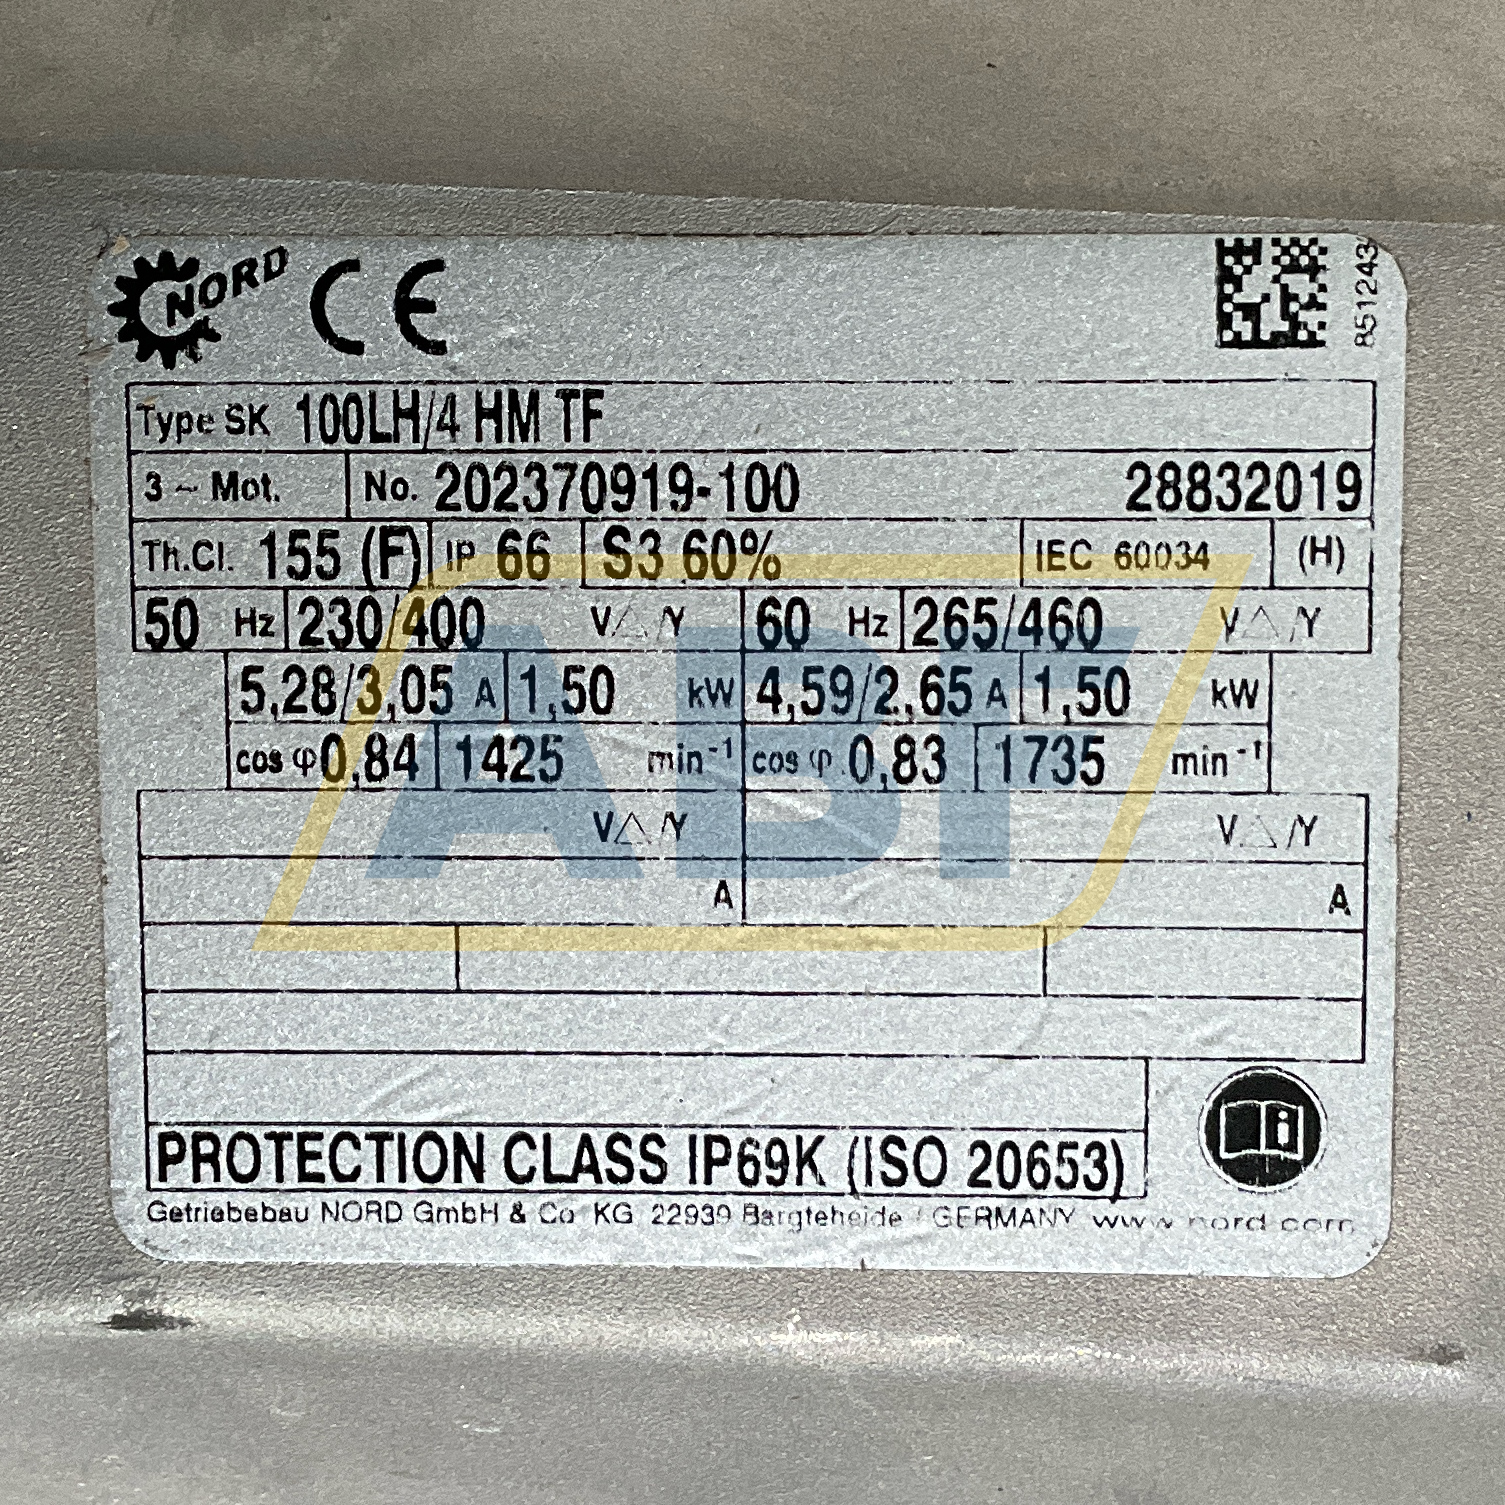 NORD CE
851243
Type SK 100LH/4 HM TF
3 ~ Mot. No. 202370919-100 28832019
Th.Cl. 155 (F) IP 66 S3 60% IEC 60034 (H)
50 Hz 230/400 V△/Y 60 Hz 265/460 V△/Y
5,28/3,05 A 1,50 kW 4,59/2,65 A 1,50 kW
cos φ 0,84 1425 min⁻¹ cos φ 0,83 1735 min⁻¹
V△/Y V△/Y
A A
ABF
PROTECTION CLASS IP69K (ISO 20653)
i
Getriebebau NORD GmbH & Co KG 22939 Bargteheide / GERMANY www.nord.com